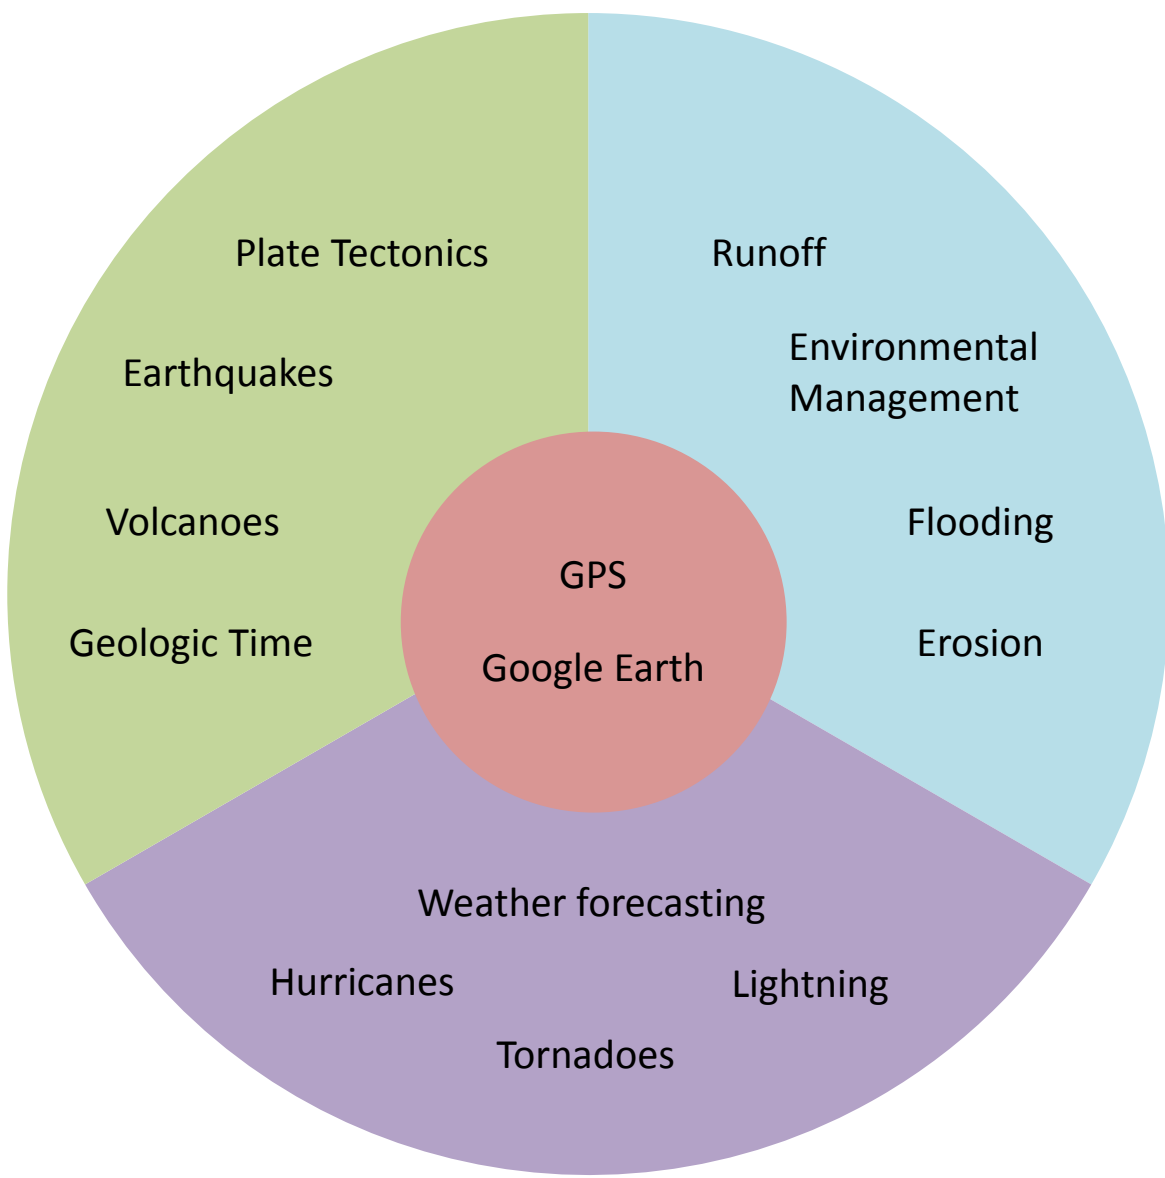 Plate Tectonics
Earthquakes
Volcanoes
Geologic Time
Runoff
Environmental
Management
Flooding
Erosion
GPS
Google Earth
Weather forecasting
Hurricanes
Lightning
Tornadoes